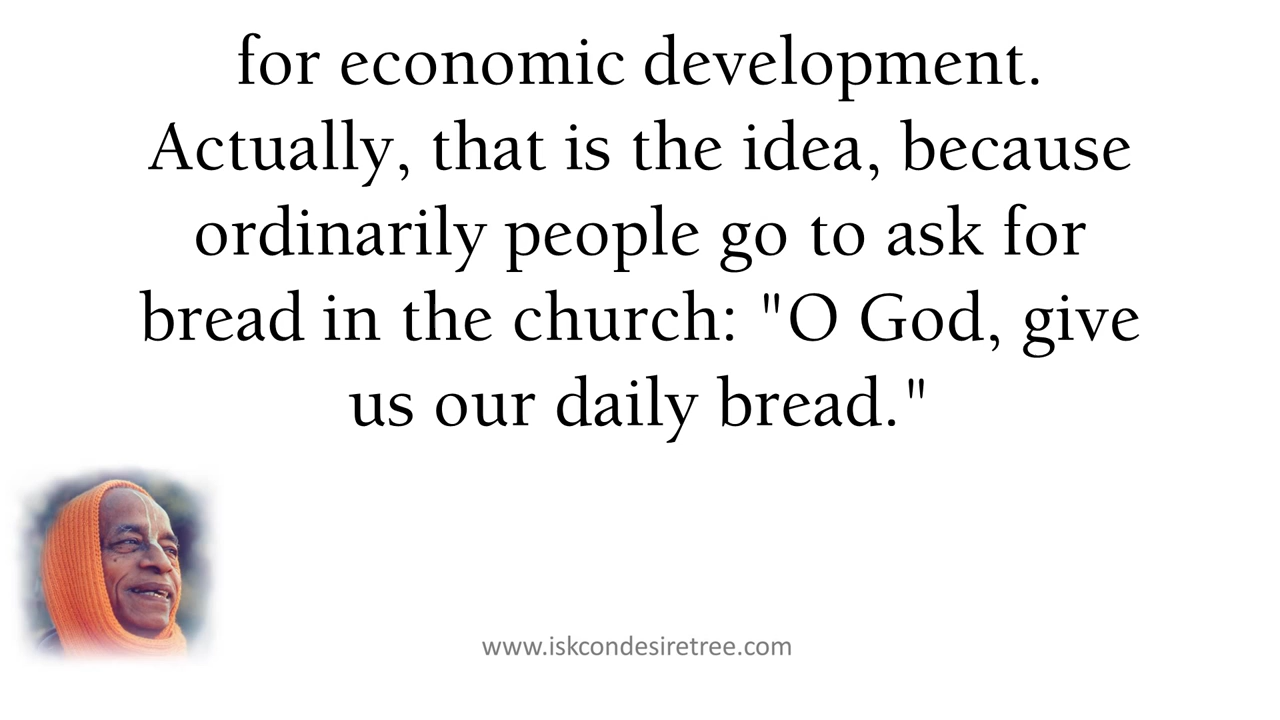 for economic development.
Actually, that is the idea, because
ordinarily people go to ask for
bread in the church: "O God, give
us our daily bread."
www.iskcondesiretree.com